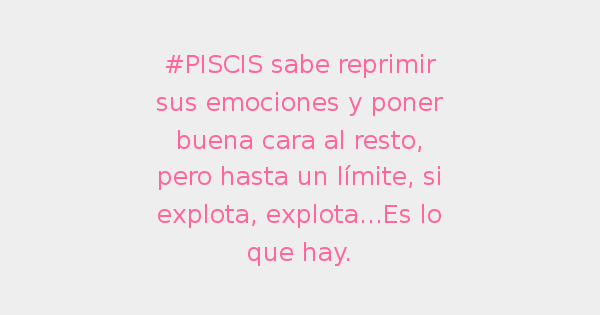 #PISCIS sabe reprimir
sus emociones y poner
buena cara al resto,
pero hasta un límite, si
explota, explota...Es lo
que hay.